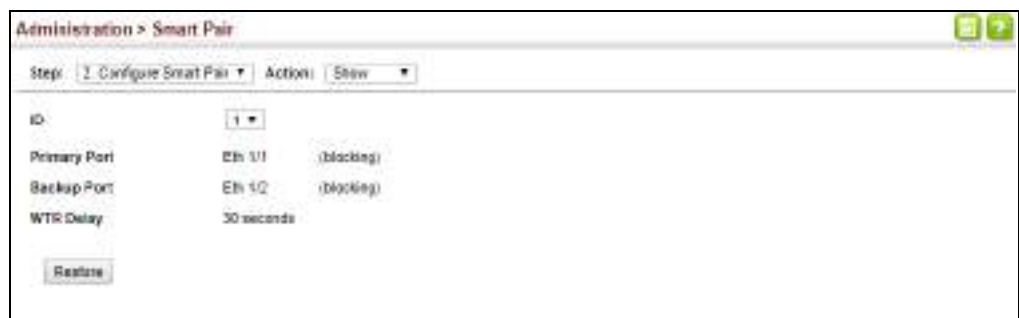 Administration > Smart Pair
Step: 2. Configure Smart Pair Action: Show
ID 1
Primary Port Eth 1/1 (blocking)
Backup Port Eth 1/2 (blocking)
WTR Delay 30 seconds
Restore